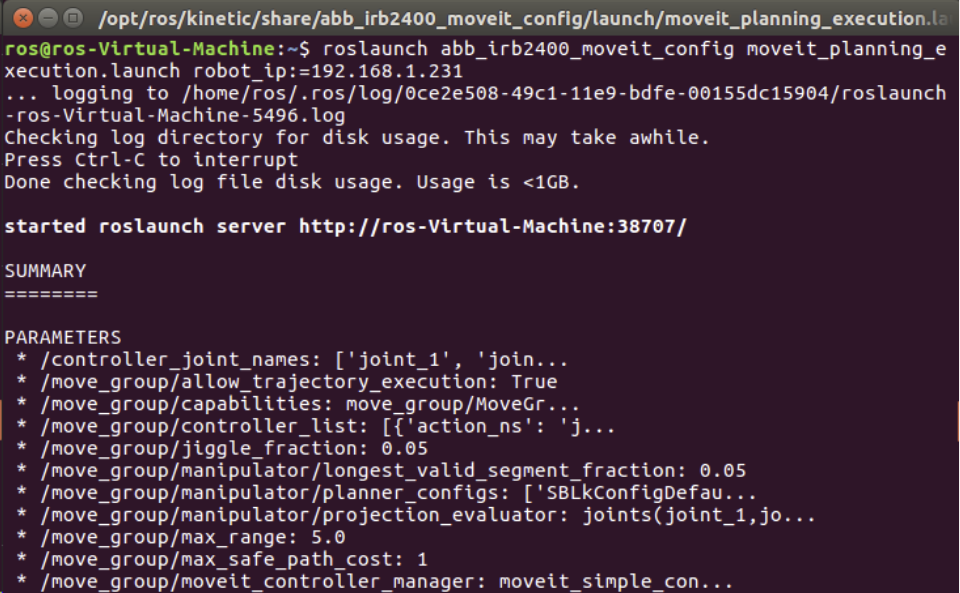 /opt/ros/kinetic/share/abb_irb2400_moveit_config/launch/moveit_planning_execution.la
ros@ros-Virtual-Machine:~$ roslaunch abb_irb2400_moveit_config moveit_planning_e
xecution.launch robot_ip:=192.168.1.231
... logging to /home/ros/.ros/log/0ce2e508-49c1-11e9-bdfe-00155dc15904/roslaunch
-ros-Virtual-Machine-5496.log
Checking log directory for disk usage. This may take awhile.
Press Ctrl-C to interrupt
Done checking log file disk usage. Usage is <1GB.
started roslaunch server http://ros-Virtual-Machine:38707/
SUMMARY
========
PARAMETERS
 * /controller_joint_names: ['joint_1', 'join...
 * /move_group/allow_trajectory_execution: True
 * /move_group/capabilities: move_group/MoveGr...
 * /move_group/controller_list: [{'action_ns': 'j...
 * /move_group/jiggle_fraction: 0.05
 * /move_group/manipulator/longest_valid_segment_fraction: 0.05
 * /move_group/manipulator/planner_configs: ['SBLkConfigDefau...
 * /move_group/manipulator/projection_evaluator: joints(joint_1,jo...
 * /move_group/max_range: 5.0
 * /move_group/max_safe_path_cost: 1
 * /move_group/moveit_controller_manager: moveit_simple_con...